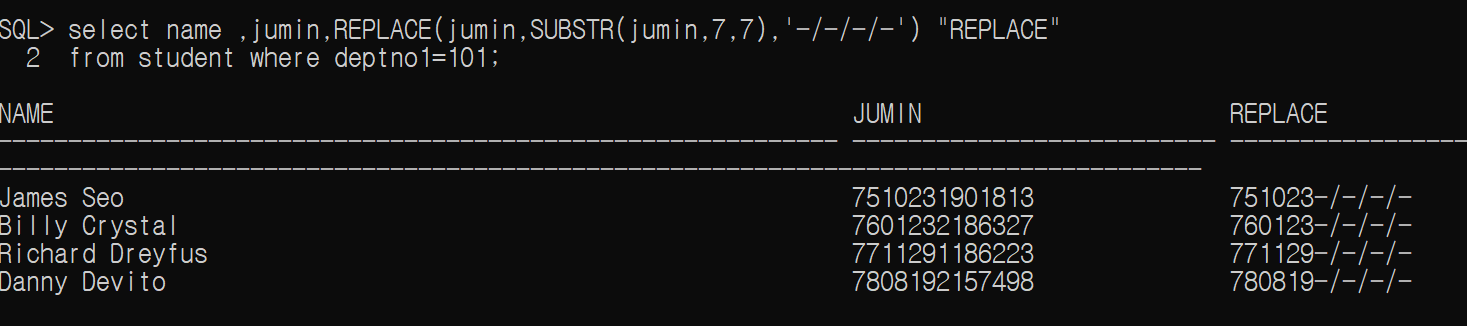 SQL> select name ,jumin,REPLACE(jumin,SUBSTR(jumin,7,7),'-/-/-/-') "REPLACE"
2 from student where deptno1=101;
NAME JUMIN REPLACE
------------------------------------------------------------ -------------------------- -----------------
--------------------------------------------------------------------------------------
James Seo 7510231901813 751023-/-/-/-
Billy Crystal 7601232186327 760123-/-/-/-
Richard Dreyfus 7711291186223 771129-/-/-/-
Danny Devito 7808192157498 780819-/-/-/-